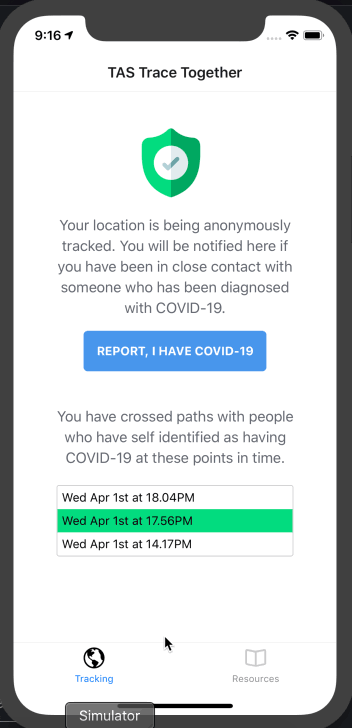 9:16
TAS Trace Together
Your location is being anonymously
tracked. You will be notified here if
you have been in close contact with
someone who has been diagnosed
with COVID-19.
REPORT, I HAVE COVID-19
You have crossed paths with people
who have self identified as having
COVID-19 at these points in time.
Wed Apr 1st at 18.04PM
Wed Apr 1st at 17.56PM
Wed Apr 1st at 14.17PM
Tracking
Resources
Simulator